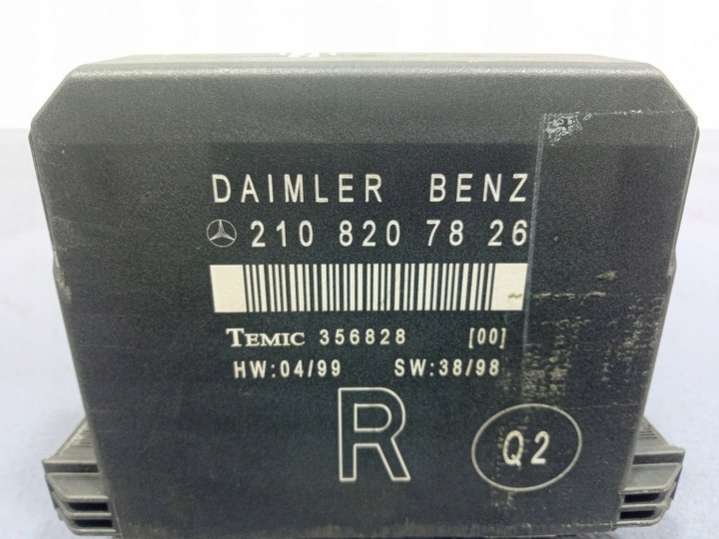 DAIMLER BENZ
210 820 78 26
TEMIC 356828 [00]
HW:04/99 SW:38/98
R
Q2